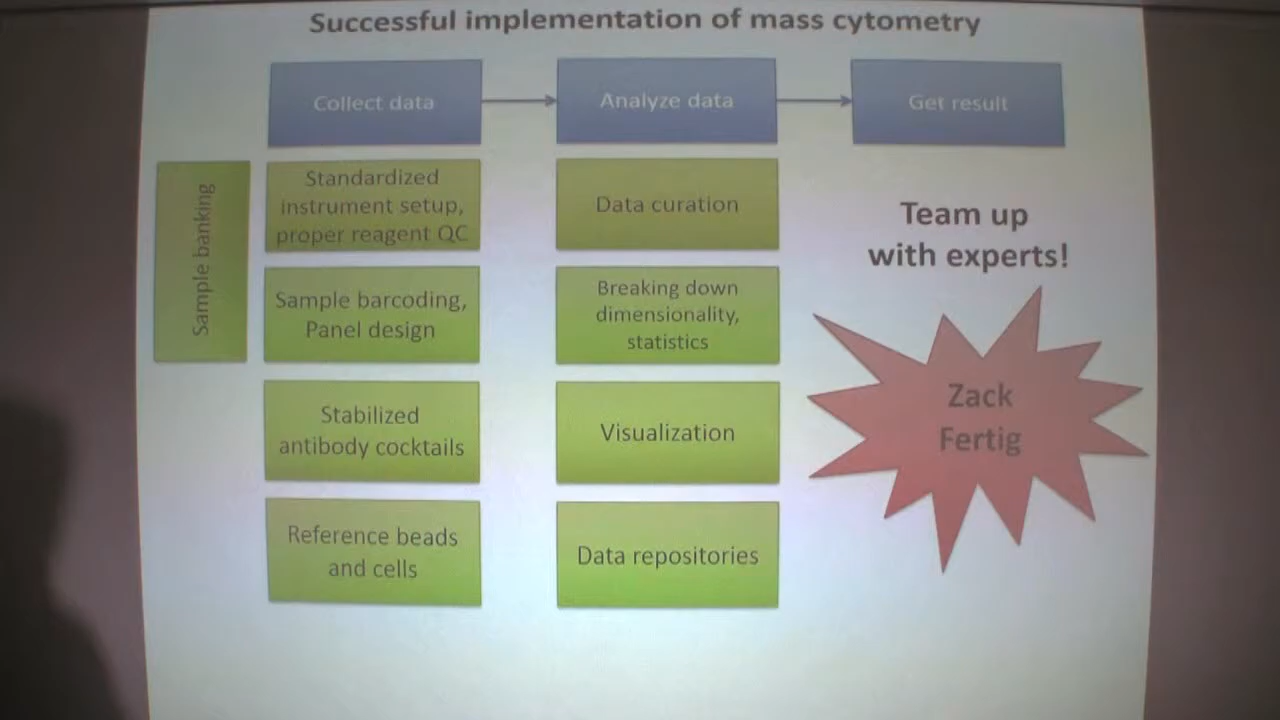 Successful implementation of mass cytometry
Collect data
Analyze data
Get result
Sample banking
Standardized
instrument setup,
proper reagent QC
Data curation
Team up
with experts!
Sample barcoding,
Panel design
Breaking down
dimensionality,
statistics
Stabilized
antibody cocktails
Visualization
Zack
Fertig
Reference beads
and cells
Data repositories